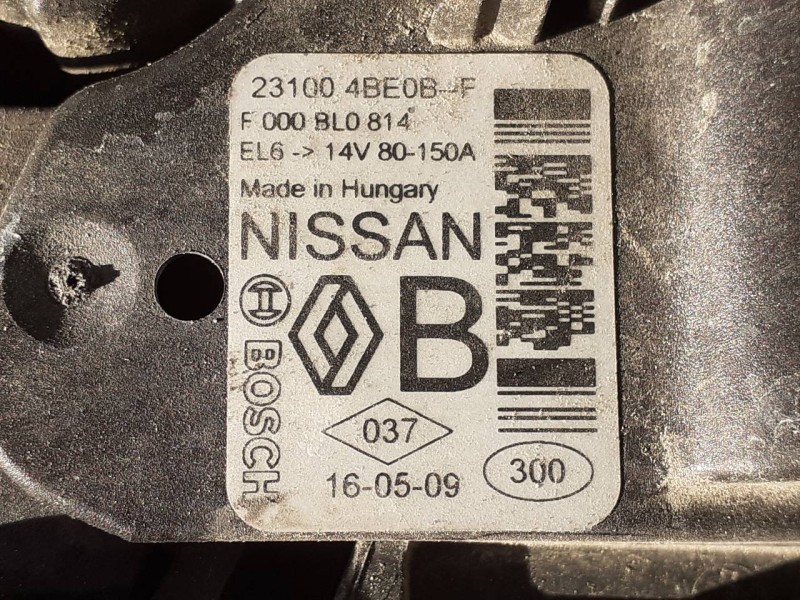 23100 4BE0B--F
F 000 BL0 814
EL6 -> 14V 80-150A
Made in Hungary
NISSAN
B
BOSCH
037
16-05-09
300